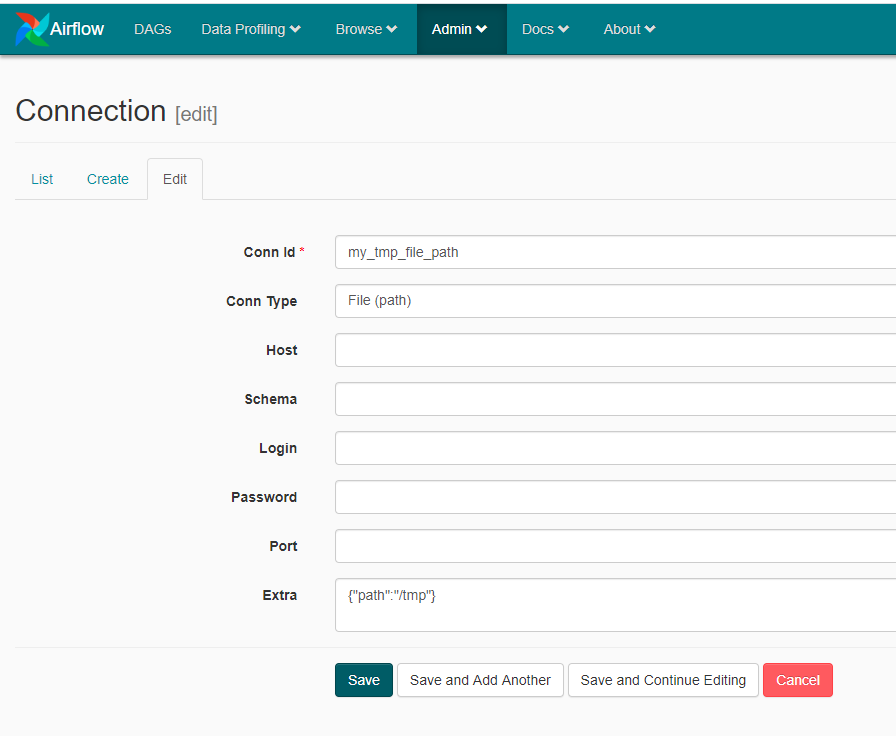 Airflow DAGs Data Profiling Browse Admin Docs About
Connection [edit]
List Create Edit
Conn Id * my_tmp_file_path
Conn Type File (path)
Host
Schema
Login
Password
Port
Extra {"path":"/tmp"}
Save Save and Add Another Save and Continue Editing Cancel